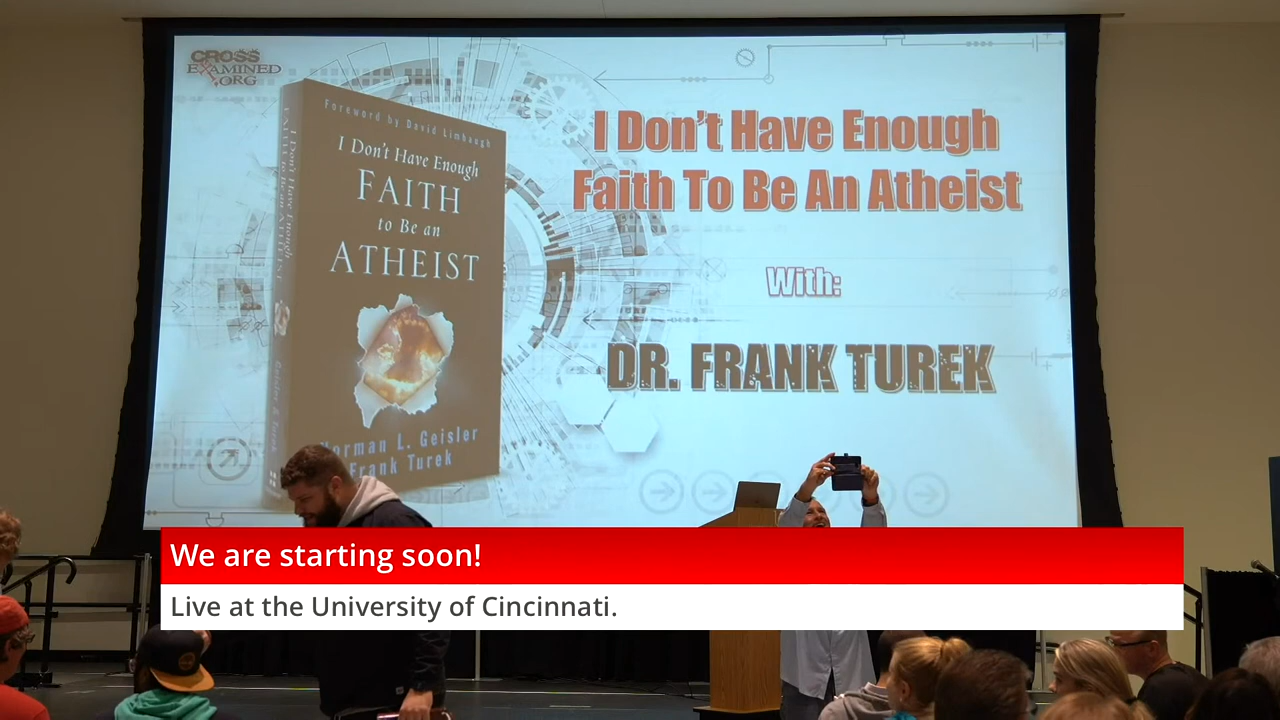 CROSS
EXAMINED
.ORG
Foreword by David Limbaugh
I Don't Have Enough
FAITH
to Be an
ATHEIST
Norman L. Geisler
Frank Turek
I Don't Have Enough
Faith To Be An Atheist
With:
DR. FRANK TUREK
We are starting soon!
Live at the University of Cincinnati.